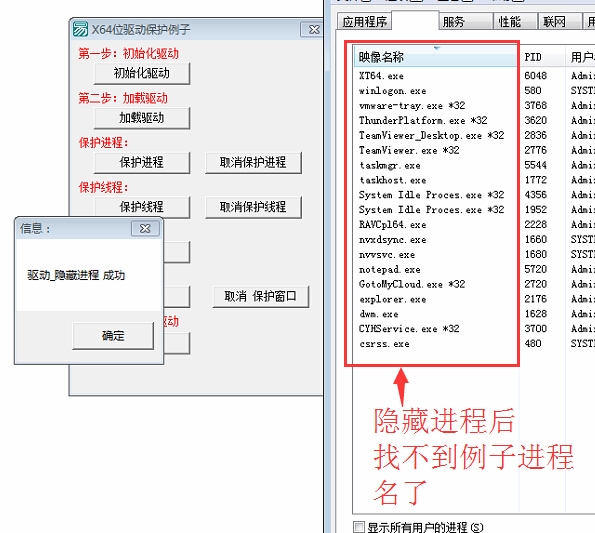 X64位驱动保护例子
第一步：初始化驱动
初始化驱动
第二步：加载驱动
加载驱动
保护进程：
保护进程
取消保护进程
保护线程：
保护线程
取消保护线程
信息：
驱动_隐藏进程 成功
确定
取消 保护窗口
驱动
应用程序
服务
性能
联网
映像名称
PID
XT64.exe 6048 Admi
winlogon.exe 580 SYST
vmware-tray.exe *32 3768 Admi
ThunderPlatform.exe *32 3620 Admi
TeamViewer_Desktop.exe *32 2836 Admi
TeamViewer.exe *32 2776 Admi
taskmgr.exe 5544 Admi
taskhost.exe 1772 Admi
System Idle Proces.exe *32 4356 Admi
System Idle Proces.exe *32 1952 Admi
RAVCpl64.exe 2228 Admi
nvxdsync.exe 1660 SYST
nvvsvc.exe 1680 SYST
notepad.exe 5720 Admi
GotoMyCloud.exe *32 2720 Admi
explorer.exe 2176 Admi
dwm.exe 1628 Admi
CYHService.exe *32 3700 Admi
csrss.exe 480 SYST
隐藏进程后
找不到例子进程
名了
显示所有用户的进程(S)